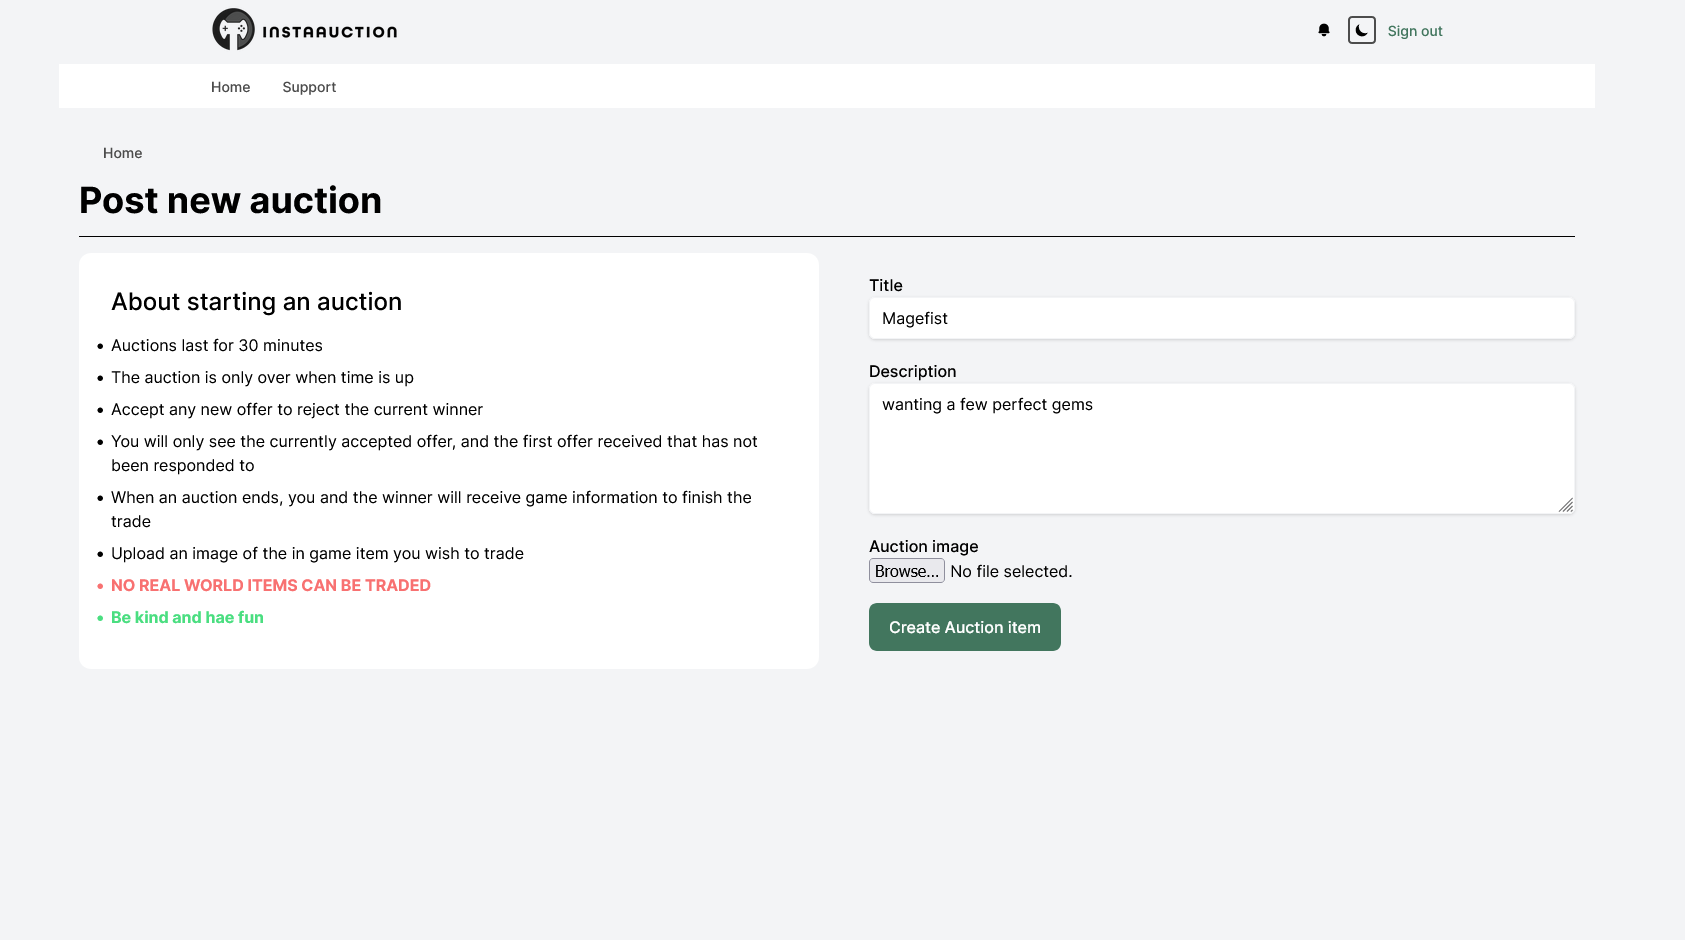 INSTAAUCTION
Sign out
Home
Support
Home
Post new auction
About starting an auction
• Auctions last for 30 minutes
• The auction is only over when time is up
• Accept any new offer to reject the current winner
• You will only see the currently accepted offer, and the first offer received that has not
been responded to
• When an auction ends, you and the winner will receive game information to finish the
trade
• Upload an image of the in game item you wish to trade
• NO REAL WORLD ITEMS CAN BE TRADED
• Be kind and hae fun
Title
Magefist
Description
wanting a few perfect gems
Auction image
Browse... No file selected.
Create Auction item